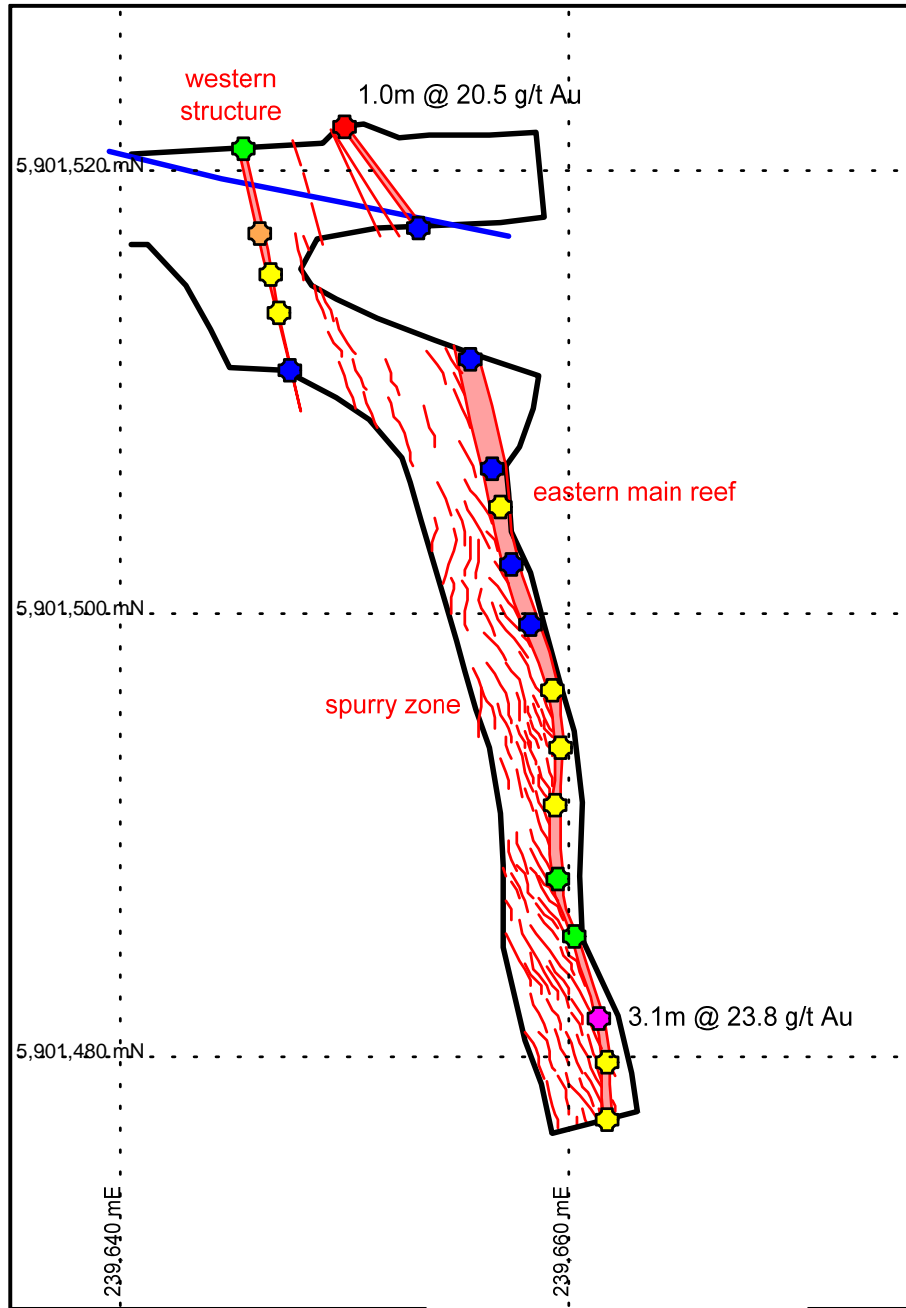 western
structure
1.0m @ 20.5 g/t Au
5,901,520 mN
eastern main reef
5,901,500 mN
spurry zone
3.1m @ 23.8 g/t Au
5,901,480 mN
239,640 mE
239,660 mE